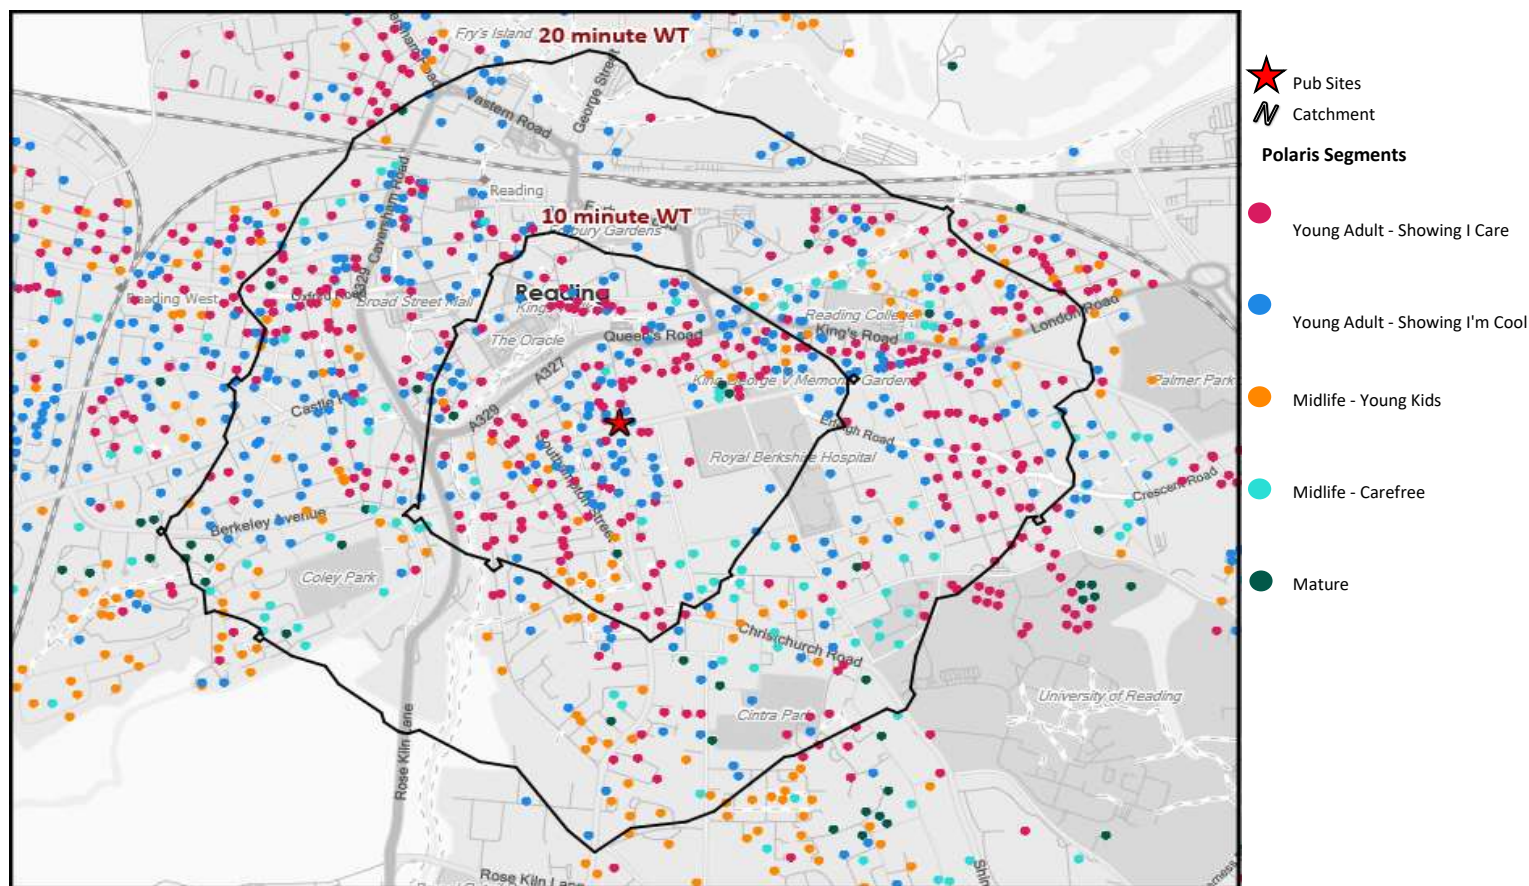 Fry's Island
20 minute WT
George Street
Vastern Road
Caversham Road
Reading
10 minute WT
Forbury Gardens
A329
Reading West
Oxford Road
Broad Street Mall
Reading
The Oracle
Queen's Road
Reading College
King's Road
London Road
A327
King George V Memorial Gardens
Palmer Park
Castle
A329
Erleigh Road
Southampton Street
Royal Berkshire Hospital
Crescent Road
Berkeley Avenue
Coley Park
Christchurch Road
University of Reading
Cintra Park
Rose Kiln Lane
Rose Kiln Lane
Shin
Pub Sites
Catchment
Polaris Segments
Young Adult - Showing I Care
Young Adult - Showing I'm Cool
Midlife - Young Kids
Midlife - Carefree
Mature